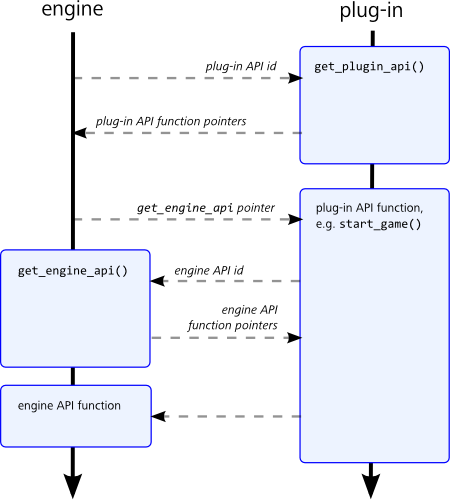 engine
plug-in
plug-in API id
get_plugin_api()
plug-in API function pointers
get_engine_api pointer
plug-in API function,
e.g. start_game()
get_engine_api()
engine API id
engine API
function pointers
engine API function